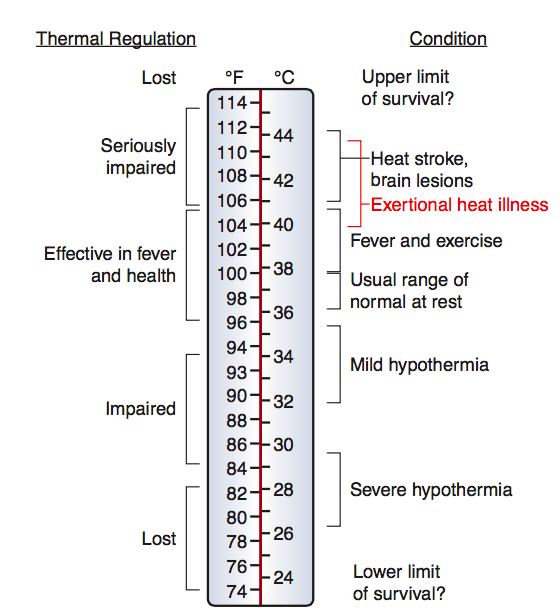 Thermal Regulation
Condition
Lost
°F
°C
Upper limit
of survival?
114
112
110
108
106
104
102
100
98
96
94
93
90
88
86
84
82
80
78
76
74
44
42
40
38
36
34
32
30
28
26
24
Seriously
impaired
Effective in fever
and health
Impaired
Lost
Heat stroke,
brain lesions
Exertional heat illness
Fever and exercise
Usual range of
normal at rest
Mild hypothermia
Severe hypothermia
Lower limit
of survival?